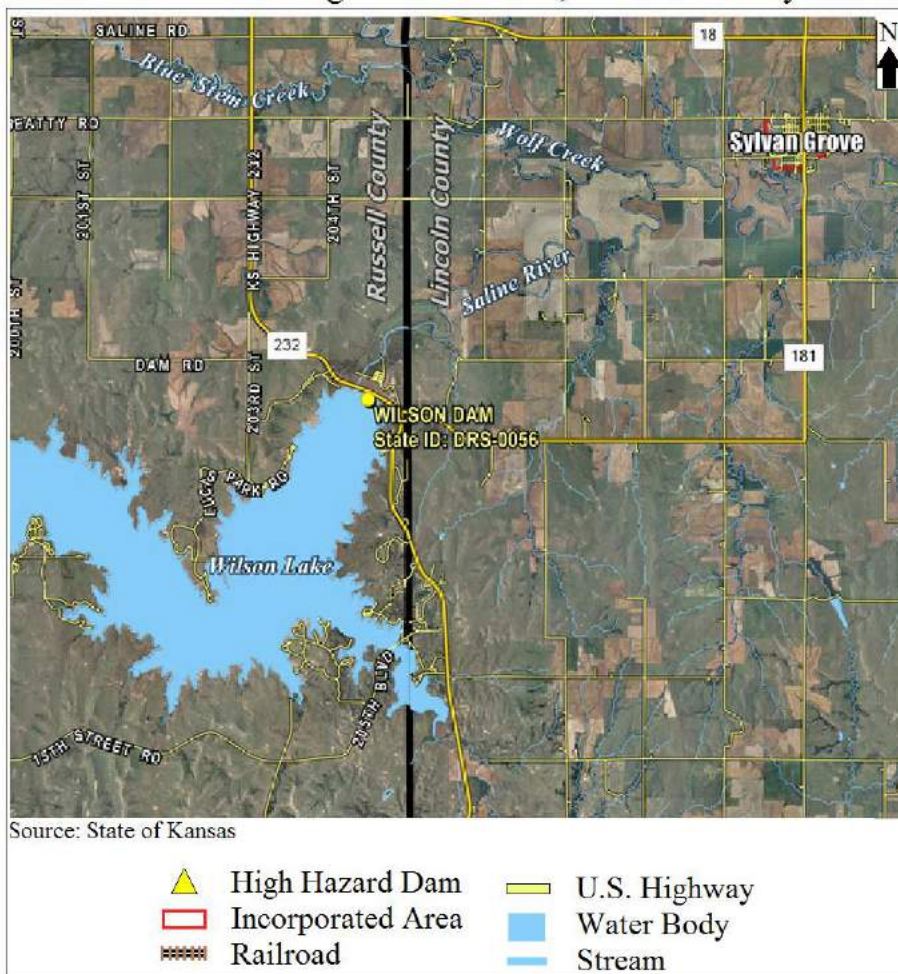 SALINE RD
18
N
Blue Stem Creek
BEATTY RD
Wolf Creek
Sylvan Grove
201ST ST
KS HIGHWAY 232
204TH ST
Russell County
Lincoln County
Saline River
200TH ST
232
181
DAM RD
203RD ST
WILSON DAM
State ID: DRS-0056
PARK RD
Wilson Lake
205TH BLVD
15TH STREET RD
Source: State of Kansas
High Hazard Dam
Incorporated Area
Railroad
U.S. Highway
Water Body
Stream